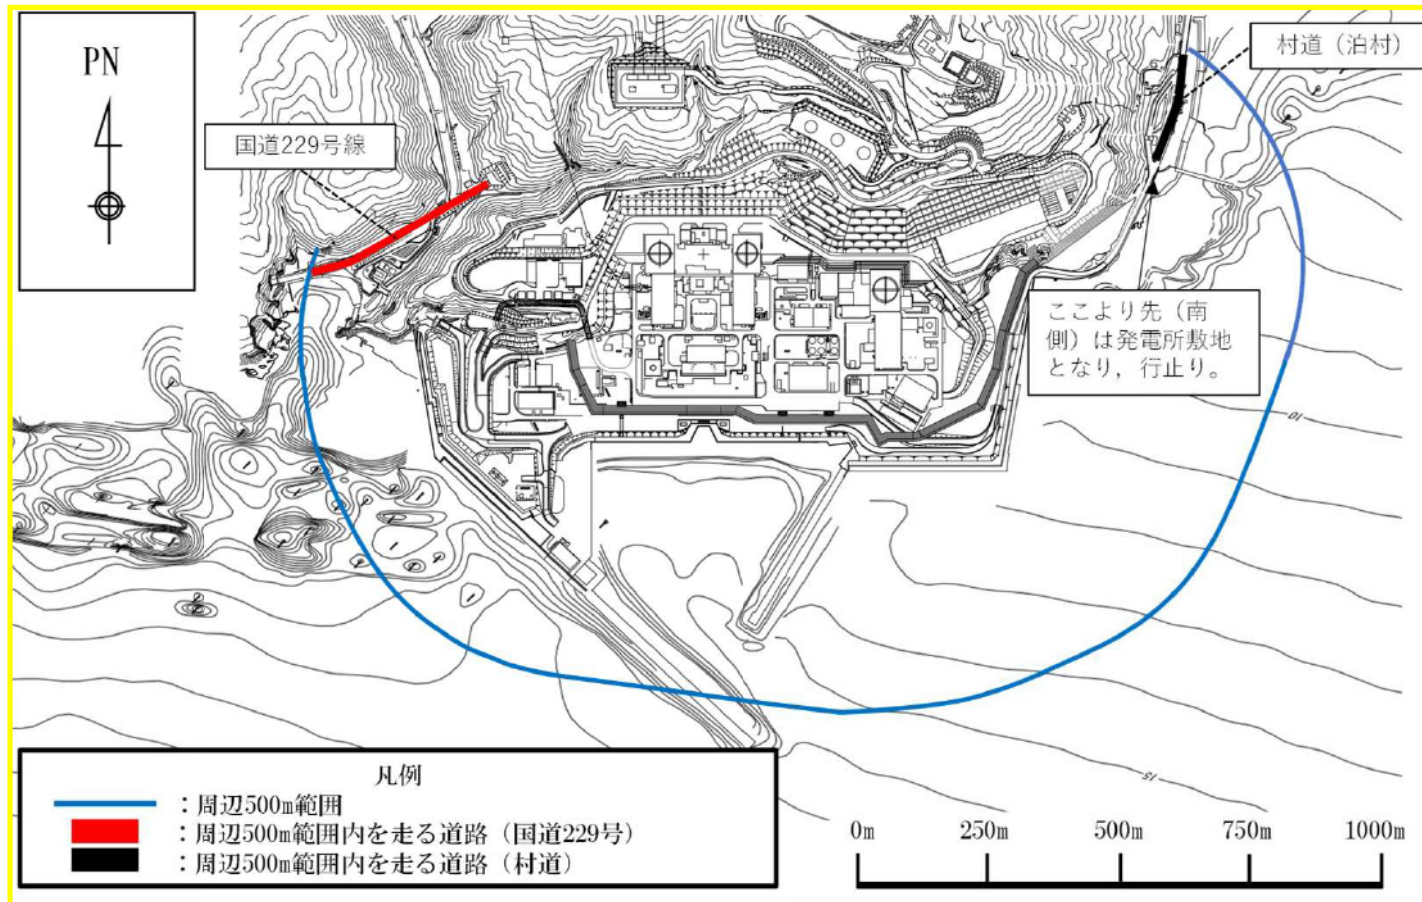 PN
国道229号線
村道（泊村）
ここより先（南
側）は発電所敷地
となり，行止り。
10
15
凡例
：周辺500m範囲
：周辺500m範囲内を走る道路（国道229号）
：周辺500m範囲内を走る道路（村道）
0m 250m 500m 750m 1000m